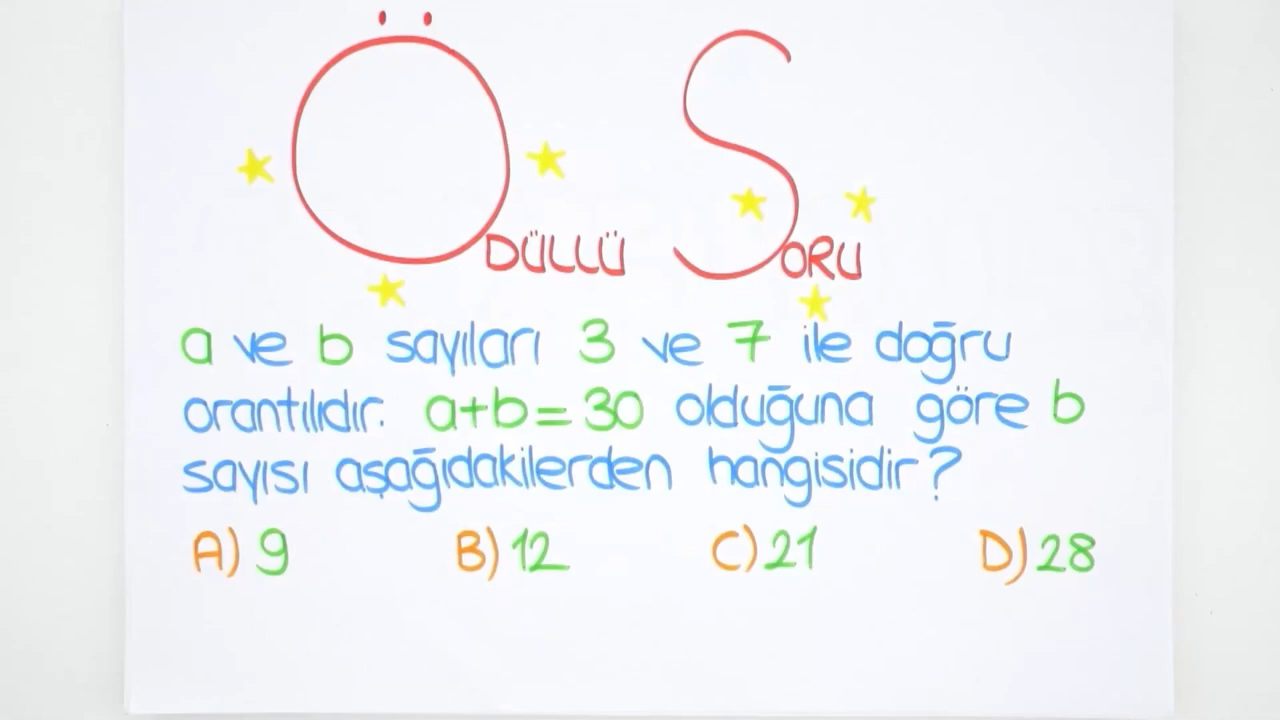 ÖDÜLLÜ SORU
a ve b sayıları 3 ve 7 ile doğru
orantılıdır. a+b=30 olduğuna göre b
sayısı aşağıdakilerden hangisidir?
A) 9 B) 12 C) 21 D) 28